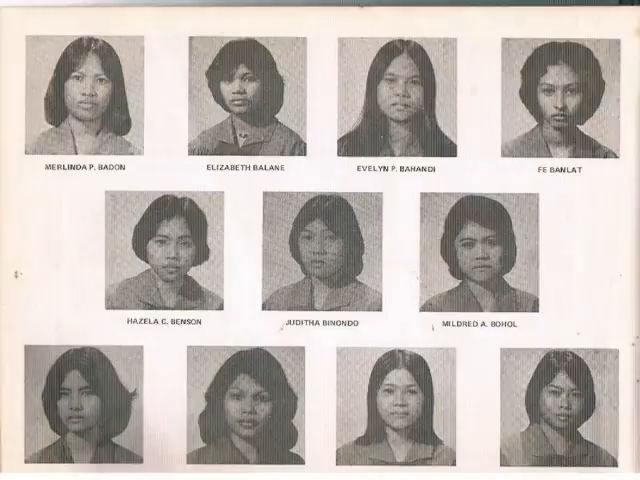 MERLINDA P. BADON
ELIZABETH BALANE
EVELYN P. BAHANDI
FE BANLAT
HAZELA C. BENSON
JUDITHA BINONDO
MILDRED A. BOHOL